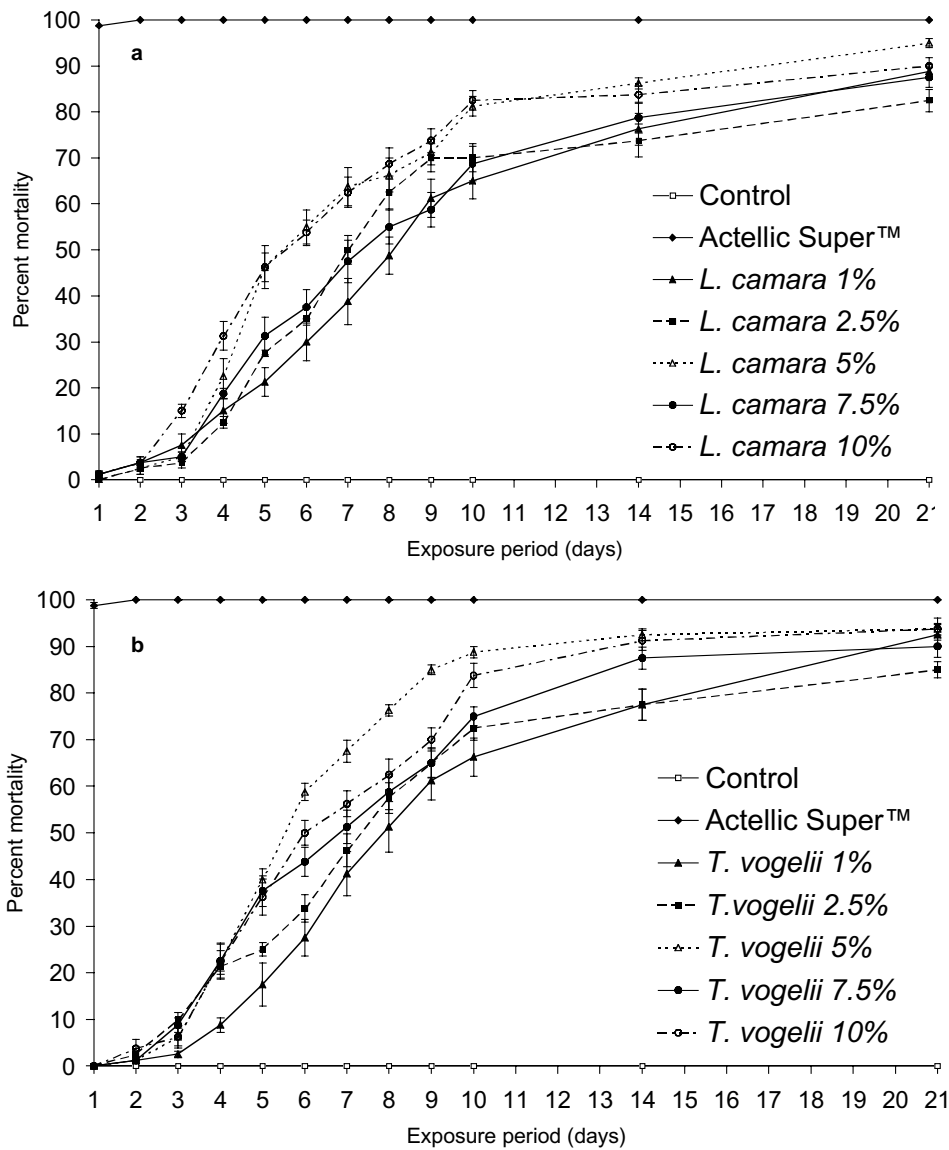 100
90
80
70
60
50
40
30
20
10
0
Percent mortality
a
Control
Actellic Super™
L. camara 1%
L. camara 2.5%
L. camara 5%
L. camara 7.5%
L. camara 10%
1 2 3 4 5 6 7 8 9 10 11 12 13 14 15 16 17 18 19 20 21
Exposure period (days)
100
90
80
70
60
50
40
30
20
10
0
Percent mortality
b
Control
Actellic Super™
T. vogelii 1%
T.vogelii 2.5%
T. vogelii 5%
T. vogelii 7.5%
T. vogelii 10%
1 2 3 4 5 6 7 8 9 10 11 12 13 14 15 16 17 18 19 20 21
Exposure period (days)